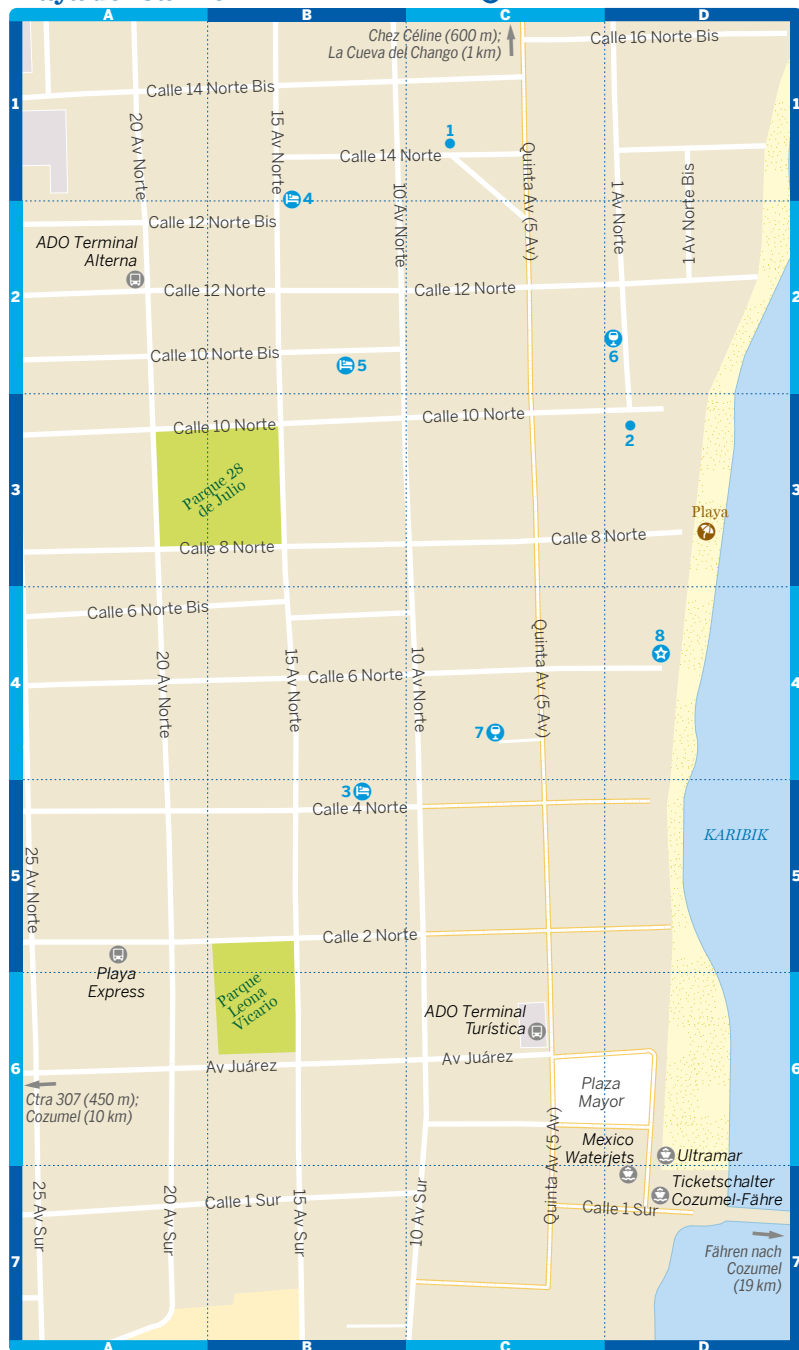 A
B
C
D
Chez Céline (600 m);
La Cueva del Chango (1 km)
Calle 16 Norte Bis
Calle 14 Norte Bis
1
1
20 Av Norte
15 Av Norte
1
Calle 14 Norte
Quinta Av (5 Av)
10 Av Norte
1 Av Norte
1 Av Norte Bis
4
Calle 12 Norte Bis
ADO Terminal
Alterna
Calle 12 Norte
Calle 12 Norte
2
2
Calle 10 Norte Bis
5
6
Calle 10 Norte
Calle 10 Norte
2
Parque 28
de Julio
3
3
Playa
Calle 8 Norte
Calle 8 Norte
Calle 6 Norte Bis
8
20 Av Norte
15 Av Norte
10 Av Norte
Quinta Av (5 Av)
Calle 6 Norte
4
4
7
3
Calle 4 Norte
KARIBIK
25 Av Norte
5
5
Calle 2 Norte
Playa
Express
Parque
Leona
Vicario
ADO Terminal
Turística
Av Juárez
Av Juárez
6
6
Plaza
Mayor
Ctra 307 (450 m);
Cozumel (10 km)
Quinta Av (5 Av)
Mexico
Waterjets
Ultramar
Ticketschalter
Cozumel-Fähre
25 Av Sur
20 Av Sur
Calle 1 Sur
15 Av Sur
10 Av Sur
Calle 1 Sur
7
7
Fähren nach
Cozumel
(19 km)
A
B
C
D